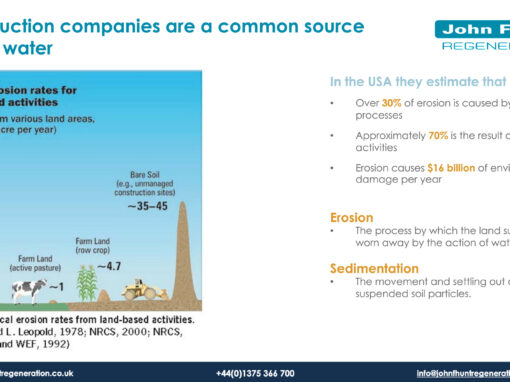 uction companies are a common source
water
John F
REGENER
osion rates for
d activities
m various land areas,
cre per year)
Bare Soil
(e.g., unmanaged
construction sites)
~35–45
Farm Land
(row crop)
~4.7
Farm Land
(active pasture)
~1
cal erosion rates from land-based activities.
d L. Leopold, 1978; NRCS, 2000; NRCS,
and WEF, 1992)
In the USA they estimate that
• Over 30% of erosion is caused by
processes
• Approximately 70% is the result o
activities
• Erosion causes $16 billion of envi
damage per year
Erosion
• The process by which the land su
worn away by the action of wat
Sedimentation
• The movement and settling out o
suspended soil particles.
tregeneration.co.uk
+44(0)1375 366 700
info@johnfhuntregeneratio